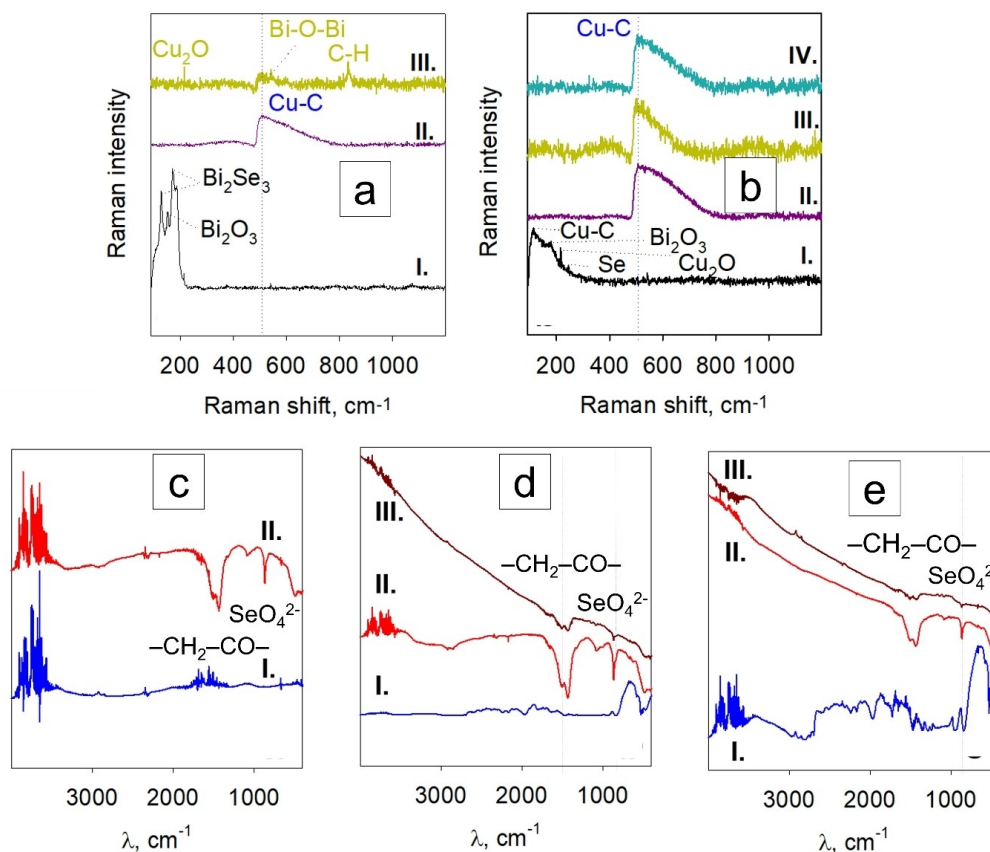 Raman intensity
Cu₂O
Bi-O-Bi
C-H
III.
Cu-C
II.
a
Bi₂Se₃
Bi₂O₃
I.
200 400 600 800 1000
Raman shift, cm⁻¹
Raman intensity
Cu-C
IV.
III.
b
II.
Cu-C
Bi₂O₃
Se
Cu₂O
I.
200 400 600 800 1000
Raman shift, cm⁻¹
c
II.
SeO₄²⁻
–CH₂–CO–
I.
3000 2000 1000
λ, cm⁻¹
d
III.
–CH₂–CO–
II.
SeO₄²⁻
I.
3000 2000 1000
λ, cm⁻¹
III.
e
II.
–CH₂–CO–
SeO₄²
I.
3000 2000 1000
λ, cm⁻¹